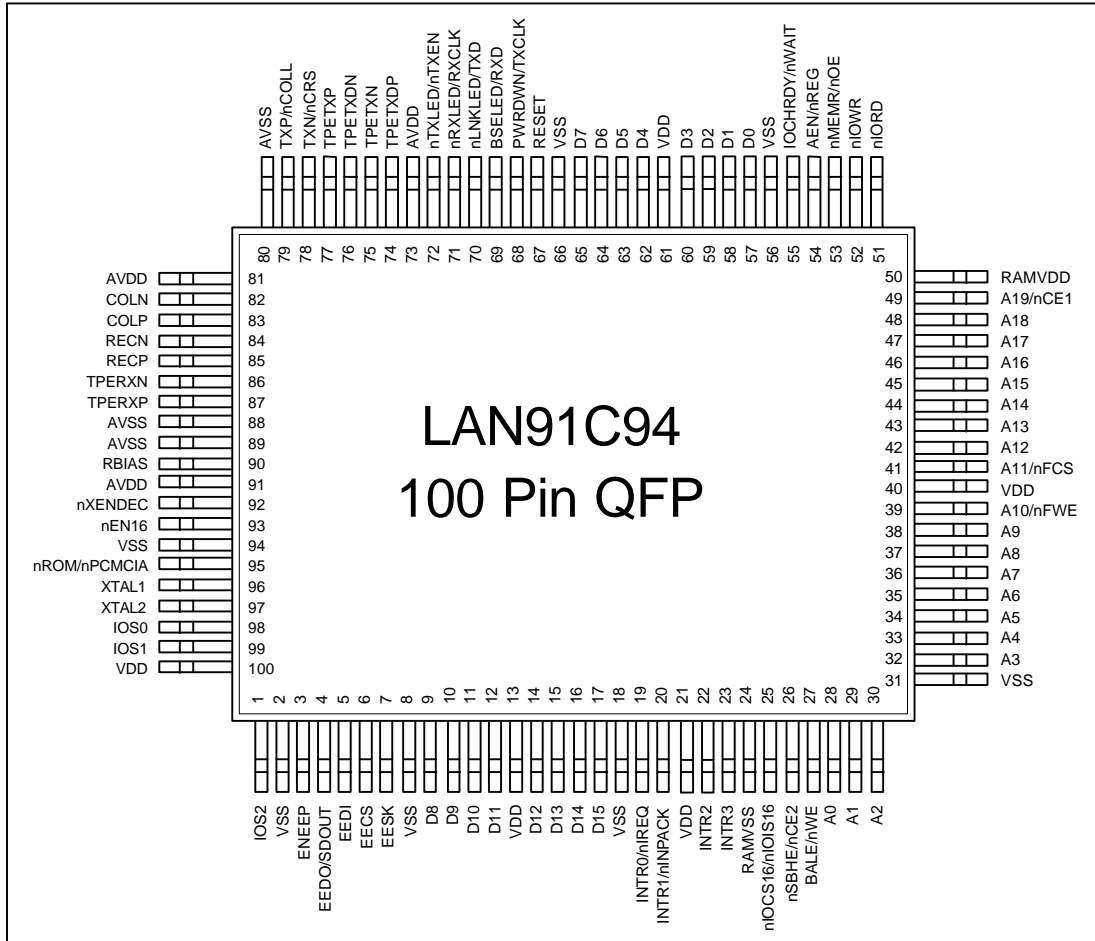 AVSS
TXP/nCOLL
TXN/nCRS
TPETXP
TPETXDN
TPETXN
TPETXDP
AVDD
nTXLED/nTXEN
nRXLED/RXCLK
nLNKLED/TXD
BSELED/RXD
PWRDWN/TXCLK
RESET
VSS
D7
D6
D5
D4
VDD
D3
D2
D1
D0
VSS
IOCHRDY/nWAIT
AEN/nREG
nMEMR/nOE
nIOWR
nIORD
80 79 78 77 76 75 74 73 72 71 70 69 68 67 66 65 64 63 62 61 60 59 58 57 56 55 54 53 52 51
AVDD 81
COLN 82
COLP 83
RECN 84
RECP 85
TPERXN 86
TPERXP 87
AVSS 88
AVSS 89
RBIAS 90
AVDD 91
nXENDEC 92
nEN16 93
VSS 94
nROM/nPCMCIA 95
XTAL1 96
XTAL2 97
IOS0 98
IOS1 99
VDD 100
LAN91C94
100 Pin QFP
50 RAMVDD
49 A19/nCE1
48 A18
47 A17
46 A16
45 A15
44 A14
43 A13
42 A12
41 A11/nFCS
40 VDD
39 A10/nFWE
38 A9
37 A8
36 A7
35 A6
34 A5
33 A4
32 A3
31 VSS
1 2 3 4 5 6 7 8 9 10 11 12 13 14 15 16 17 18 19 20 21 22 23 24 25 26 27 28 29 30
IOS2
VSS
ENEEP
EEDO/SDOUT
EEDI
EECS
EESK
VSS
D8
D9
D10
D11
VDD
D12
D13
D14
D15
VSS
INTR0/nIREQ
INTR1/nINPACK
VDD
INTR2
INTR3
RAMVSS
nIOCS16/nIOIS16
nSBHE/nCE2
BALE/nWE
A0
A1
A2